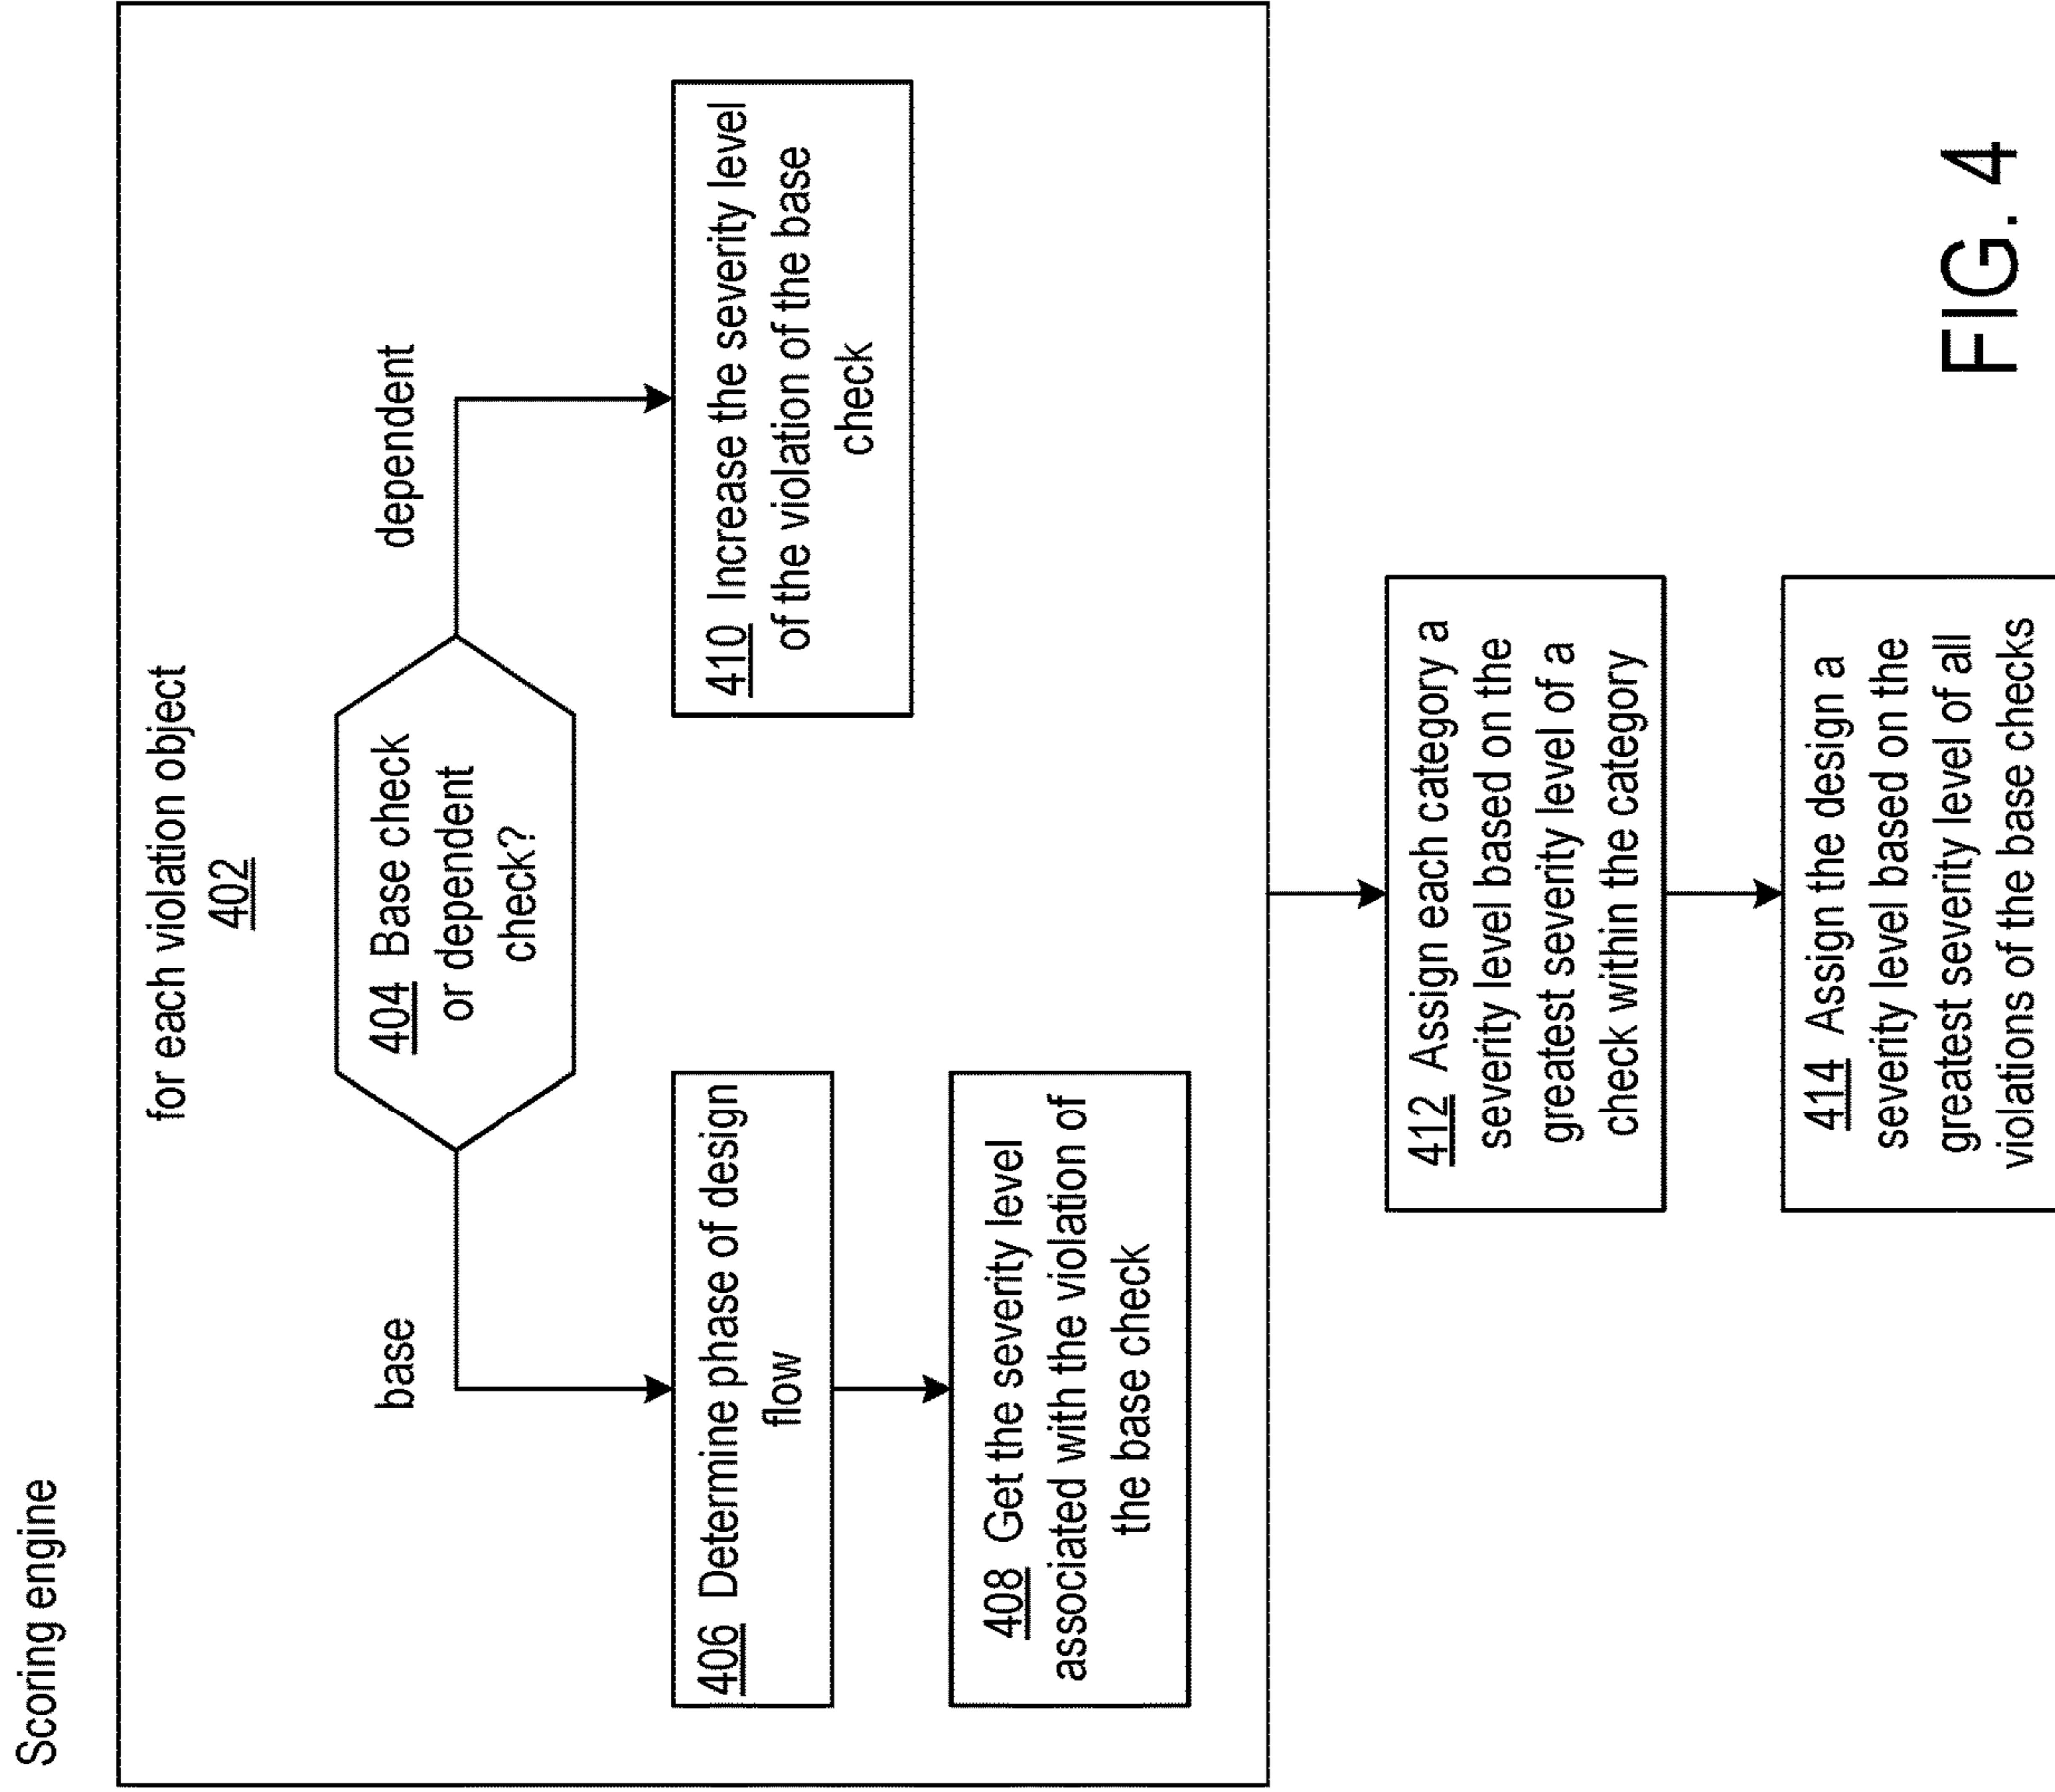 Scoring engine
for each violation object
402
404 Base check
or dependent
check?
base
dependent
406 Determine phase of design
flow
408 Get the severity level
associated with the violation of
the base check
410 Increase the severity level
of the violation of the base
check
412 Assign each category a
severity level based on the
greatest severity level of a
check within the category
414 Assign the design a
severity level based on the
greatest severity level of all
violations of the base checks
FIG. 4